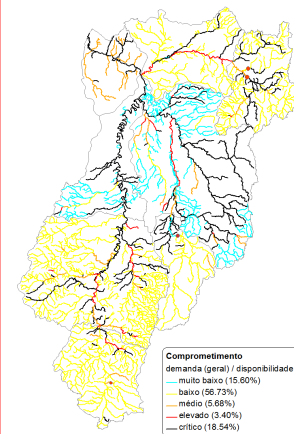 Comprometimento
demanda (geral) / disponibilidade
muito baixo (15.60%)
baixo (56.73%)
médio (5.68%)
elevado (3.40%)
crítico (18.54%)